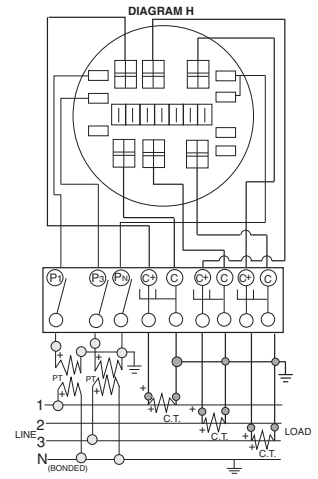 DIAGRAM H
P1 P3 PN C+ C C+ C C+ C
+ + 
PT PT
+ +
1
+ C.T.
2
LINE + C.T. LOAD
3
+ C.T.
N
(BONDED)